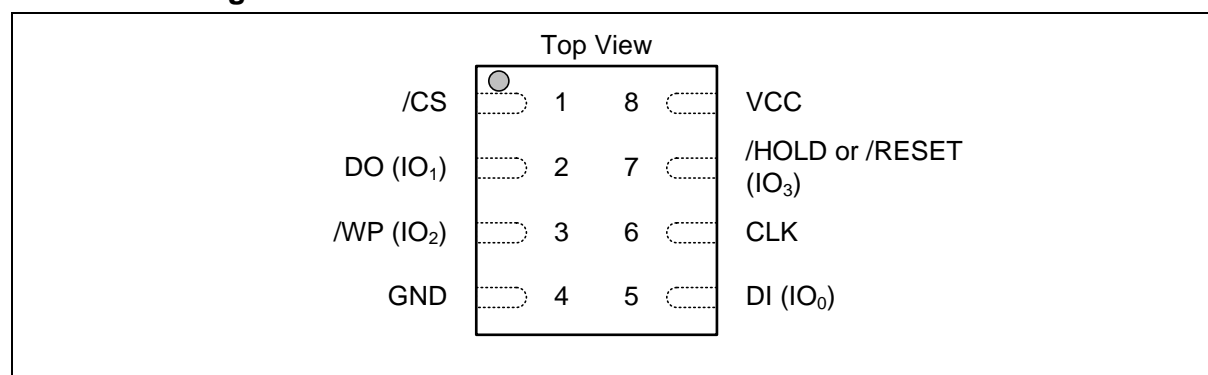 Top View
/CS 1 8 VCC
DO (IO₁) 2 7 /HOLD or /RESET
(IO₃)
/WP (IO₂) 3 6 CLK
GND 4 5 DI (IO₀)